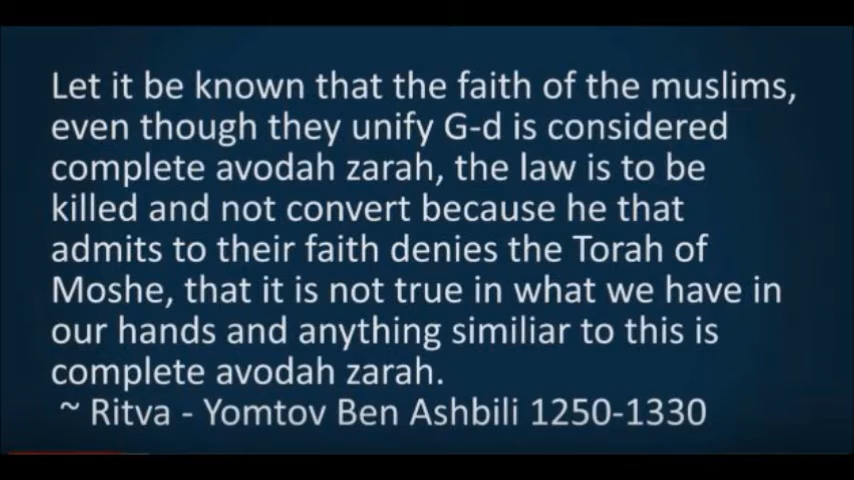 Let it be known that the faith of the muslims,
even though they unify G-d is considered
complete avodah zarah, the law is to be
killed and not convert because he that
admits to their faith denies the Torah of
Moshe, that it is not true in what we have in
our hands and anything similiar to this is
complete avodah zarah.
~ Ritva - Yomtov Ben Ashbili 1250-1330